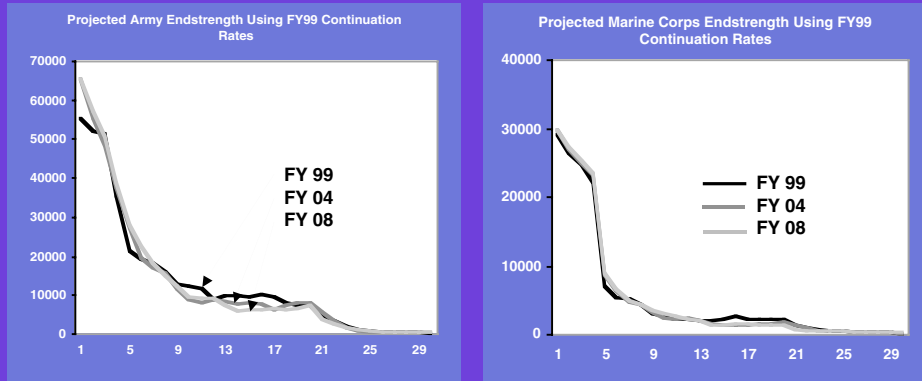 Projected Army Endstrength Using FY99 Continuation
Rates
70000
60000
50000
40000
30000
20000
10000
0
FY 99
FY 04
FY 08
1 5 9 13 17 21 25 29
Projected Marine Corps Endstrength Using FY99
Continuation Rates
40000
30000
20000
10000
0
FY 99
FY 04
FY 08
1 5 9 13 17 21 25 29